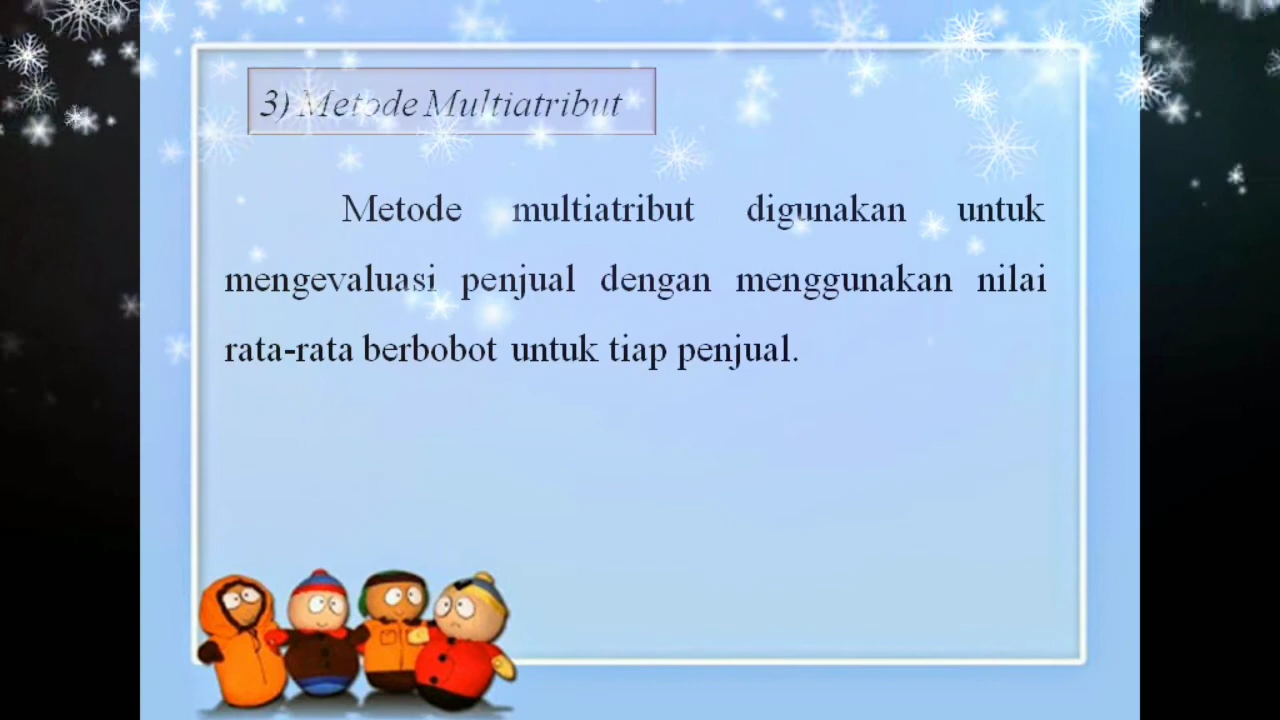 3) Metode Multiatribut
Metode multiatribut digunakan untuk
mengevaluasi penjual dengan menggunakan nilai
rata-rata berbobot untuk tiap penjual.